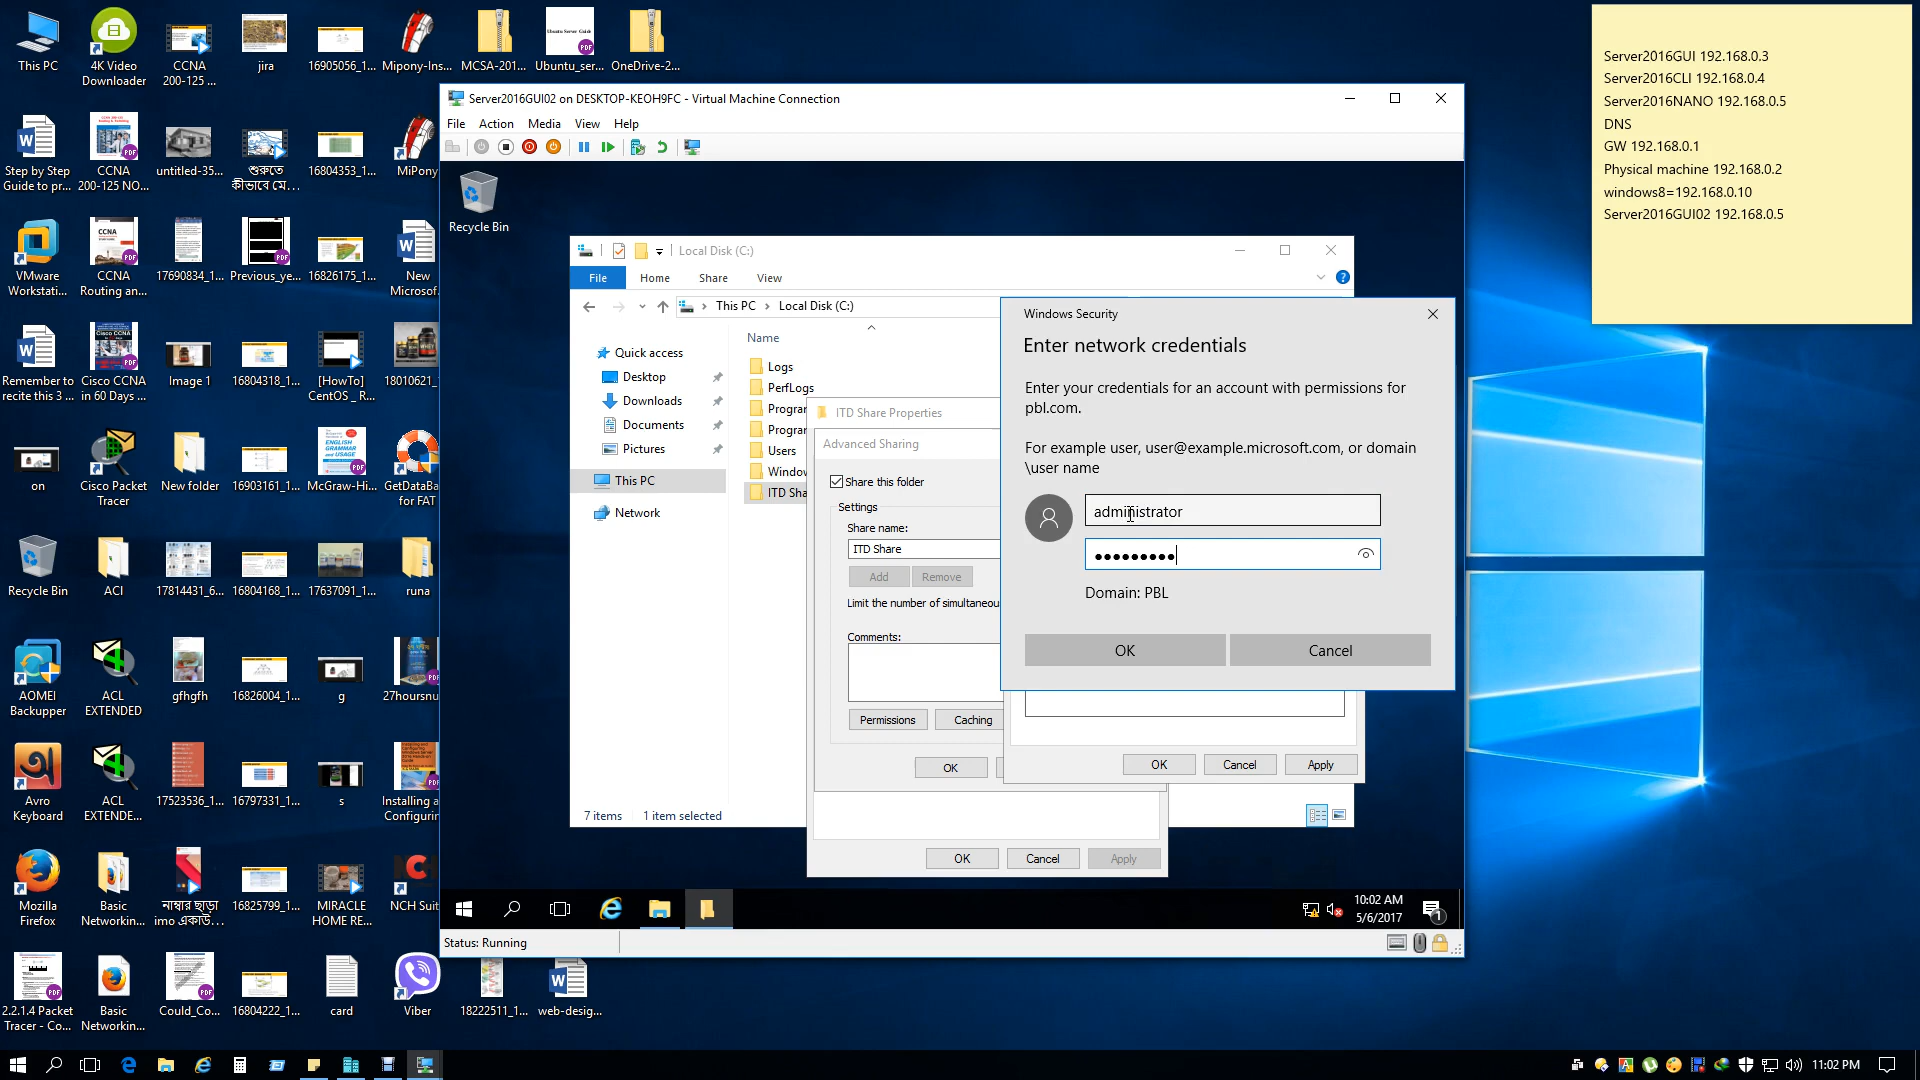 This PC
4K Video
Downloader
CCNA
200-125 ...
jira
16905056_1...
Mipony-Ins...
MCSA-201...
Ubuntu Server Guide
PDF
Ubuntu_ser...
OneDrive-2...
Server2016GUI 192.168.0.3
Server2016CLI 192.168.0.4
Server2016NANO 192.168.0.5
DNS
GW 192.168.0.1
Physical machine 192.168.0.2
windows8=192.168.0.10
Server2016GUI02 192.168.0.5
Step by Step
Guide to pr...
CCNA
200-125 NO...
untitled-35...
শুরুতে
কীভাবে মে...
16804353_1...
MiPony
VMware
Workstati...
CCNA
Routing an...
17690834_1...
Previous_ye...
16826175_1...
New
Microsof
Remember to
recite this 3 ...
Cisco CCNA
in 60 Days ...
Image 1
16804318_1...
[HowTo]
CentOS _ R...
18010621_
on
Cisco Packet
Tracer
New folder
16903161_1...
McGraw-Hi...
GetDataBa
for FAT
Recycle Bin
ACI
17814431_6...
16804168_1...
17637091_1...
runa
AOMEI
Backupper
ACL
EXTENDED
gfhgfh
16826004_1...
g
27hoursnu
Avro
Keyboard
ACL
EXTENDE...
17523536_1...
16797331_1...
s
Installing a
Configurin
Mozilla
Firefox
Basic
Networkin...
নাম্বার ছাড়া
imo একাউ...
16825799_1...
MIRACLE
HOME RE...
NCH Suit
2.2.1.4 Packet
Tracer - Co...
Basic
Networkin...
Could_Co...
16804222_1...
card
Viber
18222511_1...
web-desig...
Server2016GUI02 on DESKTOP-KEOH9FC - Virtual Machine Connection
File Action Media View Help
Recycle Bin
Local Disk (C:)
File Home Share View
This PC > Local Disk (C:)
Quick access
Desktop
Downloads
Documents
Pictures
This PC
Network
Name
Logs
PerfLogs
Progran
Progran
Users
Window
ITD Sha
7 items 1 item selected
ITD Share Properties
Advanced Sharing
Share this folder
Settings
Share name:
ITD Share
Add Remove
Limit the number of simultaneou
Comments:
Permissions Caching
OK
OK Cancel Apply
Windows Security
Enter network credentials
Enter your credentials for an account with permissions for
pbl.com.
For example user, user@example.microsoft.com, or domain
\user name
administrator
Domain: PBL
OK Cancel
OK Cancel Apply
10:02 AM
5/6/2017
1
Status: Running
11:02 PM